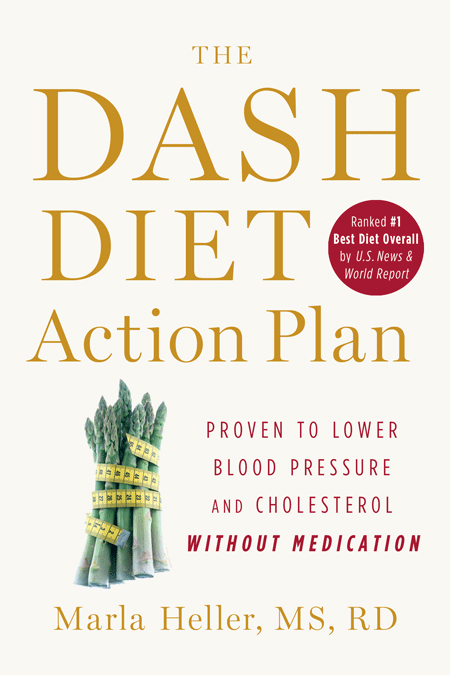 THE
DASH
DIET
Ranked #1
Best Diet Overall
by U.S. News &
World Report
Action Plan
PROVEN TO LOWER
BLOOD PRESSURE
AND CHOLESTEROL
WITHOUT MEDICATION
Marla Heller, MS, RD